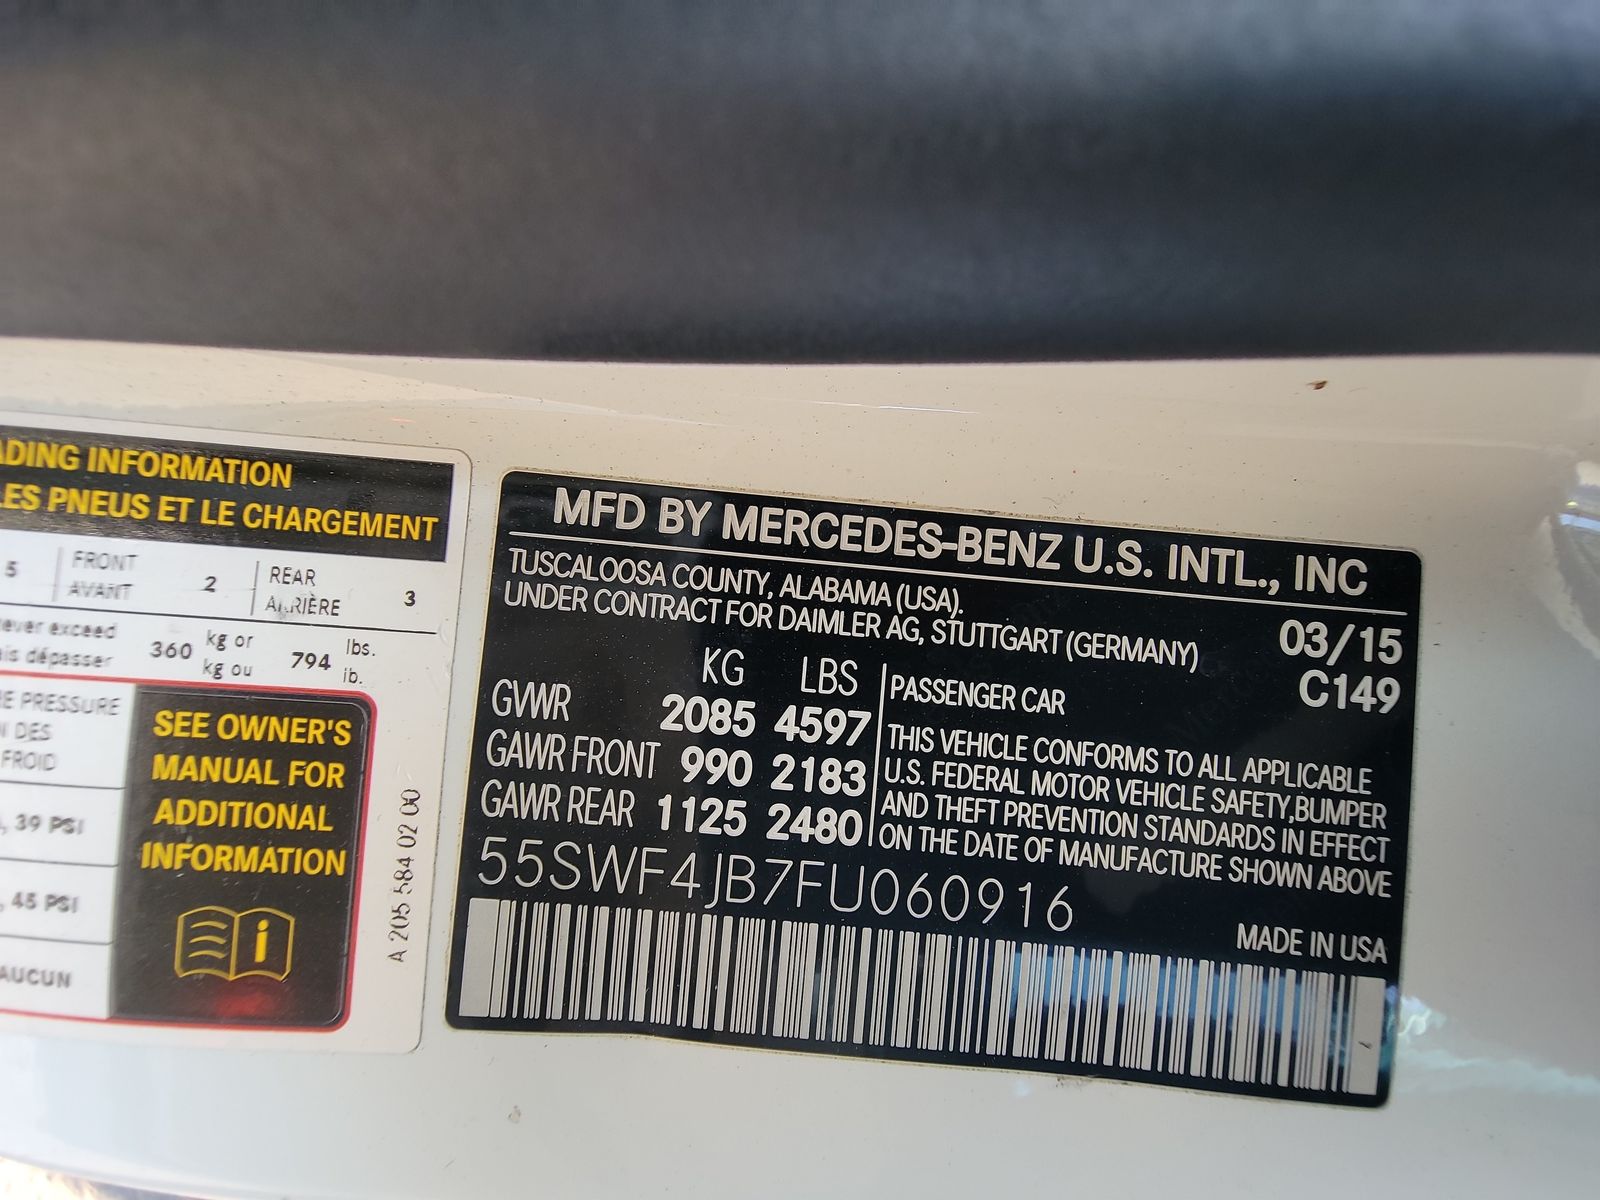 ADING INFORMATION
LES PNEUS ET LE CHARGEMENT
5 FRONT 2 REAR 3
AVANT ARRIÈRE
ever exceed 360 kg or 794 lbs.
ais dépasser kg ou lb.
RE PRESSURE
N DES
FROID
, 39 PSI
, 45 PSI
AUCUN
SEE OWNER'S
MANUAL FOR
ADDITIONAL
INFORMATION
A 205 584 02 00
MFD BY MERCEDES-BENZ U.S. INTL., INC
TUSCALOOSA COUNTY, ALABAMA (USA).
UNDER CONTRACT FOR DAIMLER AG, STUTTGART (GERMANY)
03/15
C149
KG LBS
GVWR 2085 4597
GAWR FRONT 990 2183
GAWR REAR 1125 2480
PASSENGER CAR
THIS VEHICLE CONFORMS TO ALL APPLICABLE
U.S. FEDERAL MOTOR VEHICLE SAFETY,BUMPER
AND THEFT PREVENTION STANDARDS IN EFFECT
ON THE DATE OF MANUFACTURE SHOWN ABOVE
55SWF4JB7FU060916
MADE IN USA